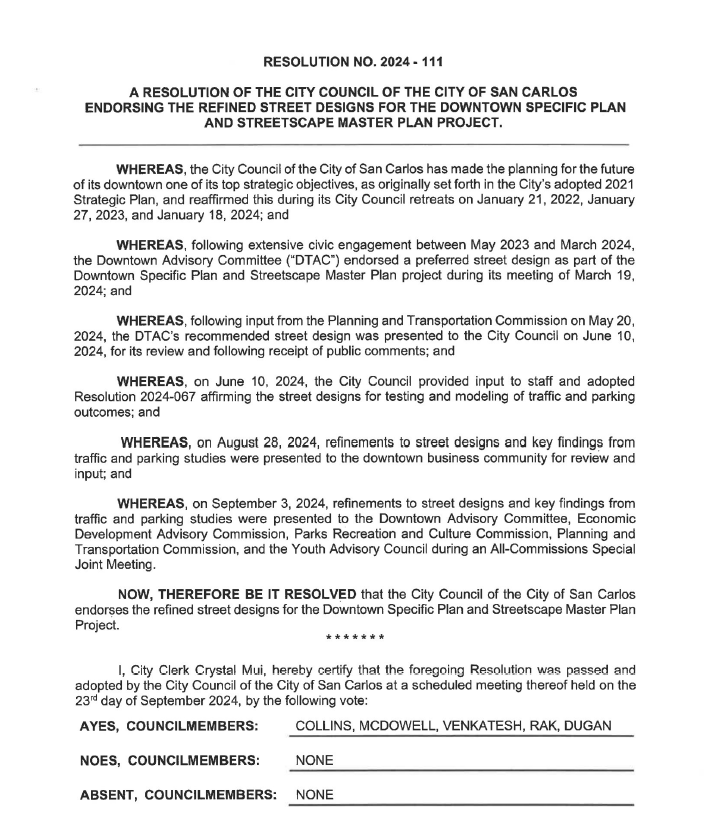 RESOLUTION NO. 2024 - 111
A RESOLUTION OF THE CITY COUNCIL OF THE CITY OF SAN CARLOS
ENDORSING THE REFINED STREET DESIGNS FOR THE DOWNTOWN SPECIFIC PLAN
AND STREETSCAPE MASTER PLAN PROJECT.
WHEREAS, the City Council of the City of San Carlos has made the planning for the future
of its downtown one of its top strategic objectives, as originally set forth in the City's adopted 2021
Strategic Plan, and reaffirmed this during its City Council retreats on January 21, 2022, January
27, 2023, and January 18, 2024; and
WHEREAS, following extensive civic engagement between May 2023 and March 2024,
the Downtown Advisory Committee ("DTAC") endorsed a preferred street design as part of the
Downtown Specific Plan and Streetscape Master Plan project during its meeting of March 19,
2024; and
WHEREAS, following input from the Planning and Transportation Commission on May 20,
2024, the DTAC's recommended street design was presented to the City Council on June 10,
2024, for its review and following receipt of public comments; and
WHEREAS, on June 10, 2024, the City Council provided input to staff and adopted
Resolution 2024-067 affirming the street designs for testing and modeling of traffic and parking
outcomes; and
WHEREAS, on August 28, 2024, refinements to street designs and key findings from
traffic and parking studies were presented to the downtown business community for review and
input; and
WHEREAS, on September 3, 2024, refinements to street designs and key findings from
traffic and parking studies were presented to the Downtown Advisory Committee, Economic
Development Advisory Commission, Parks Recreation and Culture Commission, Planning and
Transportation Commission, and the Youth Advisory Council during an All-Commissions Special
Joint Meeting.
NOW, THEREFORE BE IT RESOLVED that the City Council of the City of San Carlos
endorses the refined street designs for the Downtown Specific Plan and Streetscape Master Plan
Project.
* * * * * * *
I, City Clerk Crystal Mui, hereby certify that the foregoing Resolution was passed and
adopted by the City Council of the City of San Carlos at a scheduled meeting thereof held on the
23rd day of September 2024, by the following vote:
AYES, COUNCILMEMBERS: COLLINS, MCDOWELL, VENKATESH, RAK, DUGAN
NOES, COUNCILMEMBERS: NONE
ABSENT, COUNCILMEMBERS: NONE